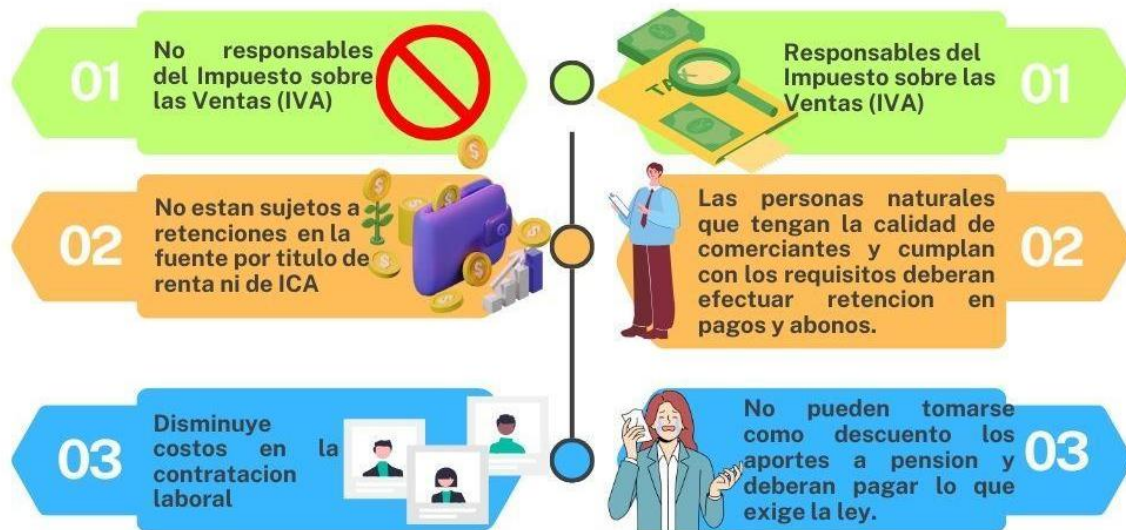 01
No responsables
del Impuesto sobre
las Ventas (IVA)
TAX
Responsables del
Impuesto sobre las
Ventas (IVA)
01
02
No estan sujetos a
retenciones en la
fuente por titulo de
renta ni de ICA
Las personas naturales
que tengan la calidad de
comerciantes y cumplan
con los requisitos deberan
efectuar retencion en
pagos y abonos.
02
03
Disminuye
costos en la
contratacion
laboral
No pueden tomarse
como descuento los
aportes a pension y
deberan pagar lo que
exige la ley.
03